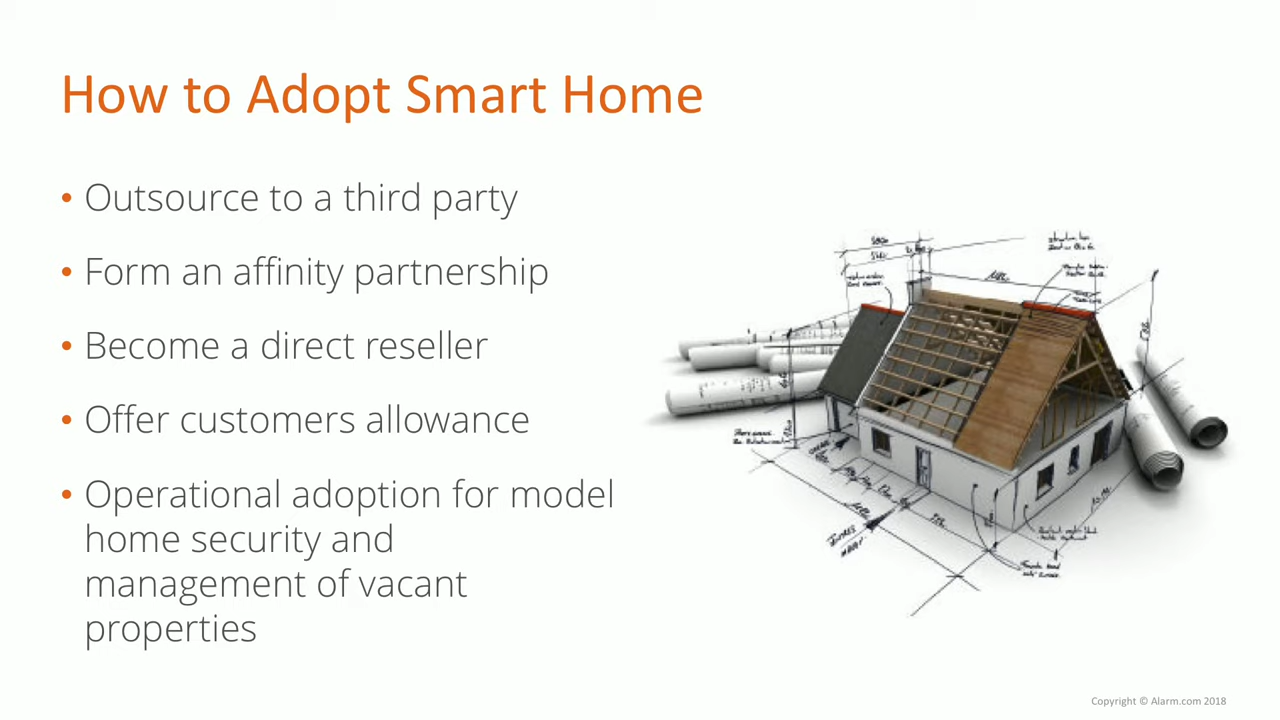 How to Adopt Smart Home
• Outsource to a third party
• Form an affinity partnership
• Become a direct reseller
• Offer customers allowance
• Operational adoption for model
home security and
management of vacant
properties
Copyright © Alarm.com 2018